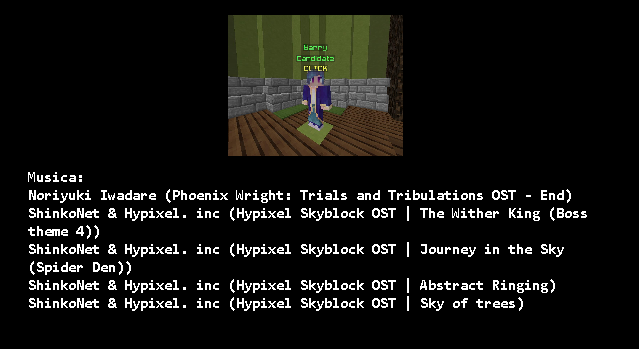 Barry
Candidate
CLICK
Musica:
Noriyuki Iwadare (Phoenix Wright: Trials and Tribulations OST - End)
ShinkoNet & Hypixel. inc (Hypixel Skyblock OST | The Wither King (Boss
theme 4))
ShinkoNet & Hypixel. inc (Hypixel Skyblock OST | Journey in the Sky
(Spider Den))
ShinkoNet & Hypixel. inc (Hypixel Skyblock OST | Abstract Ringing)
ShinkoNet & Hypixel. inc (Hypixel Skyblock OST | Sky of trees)